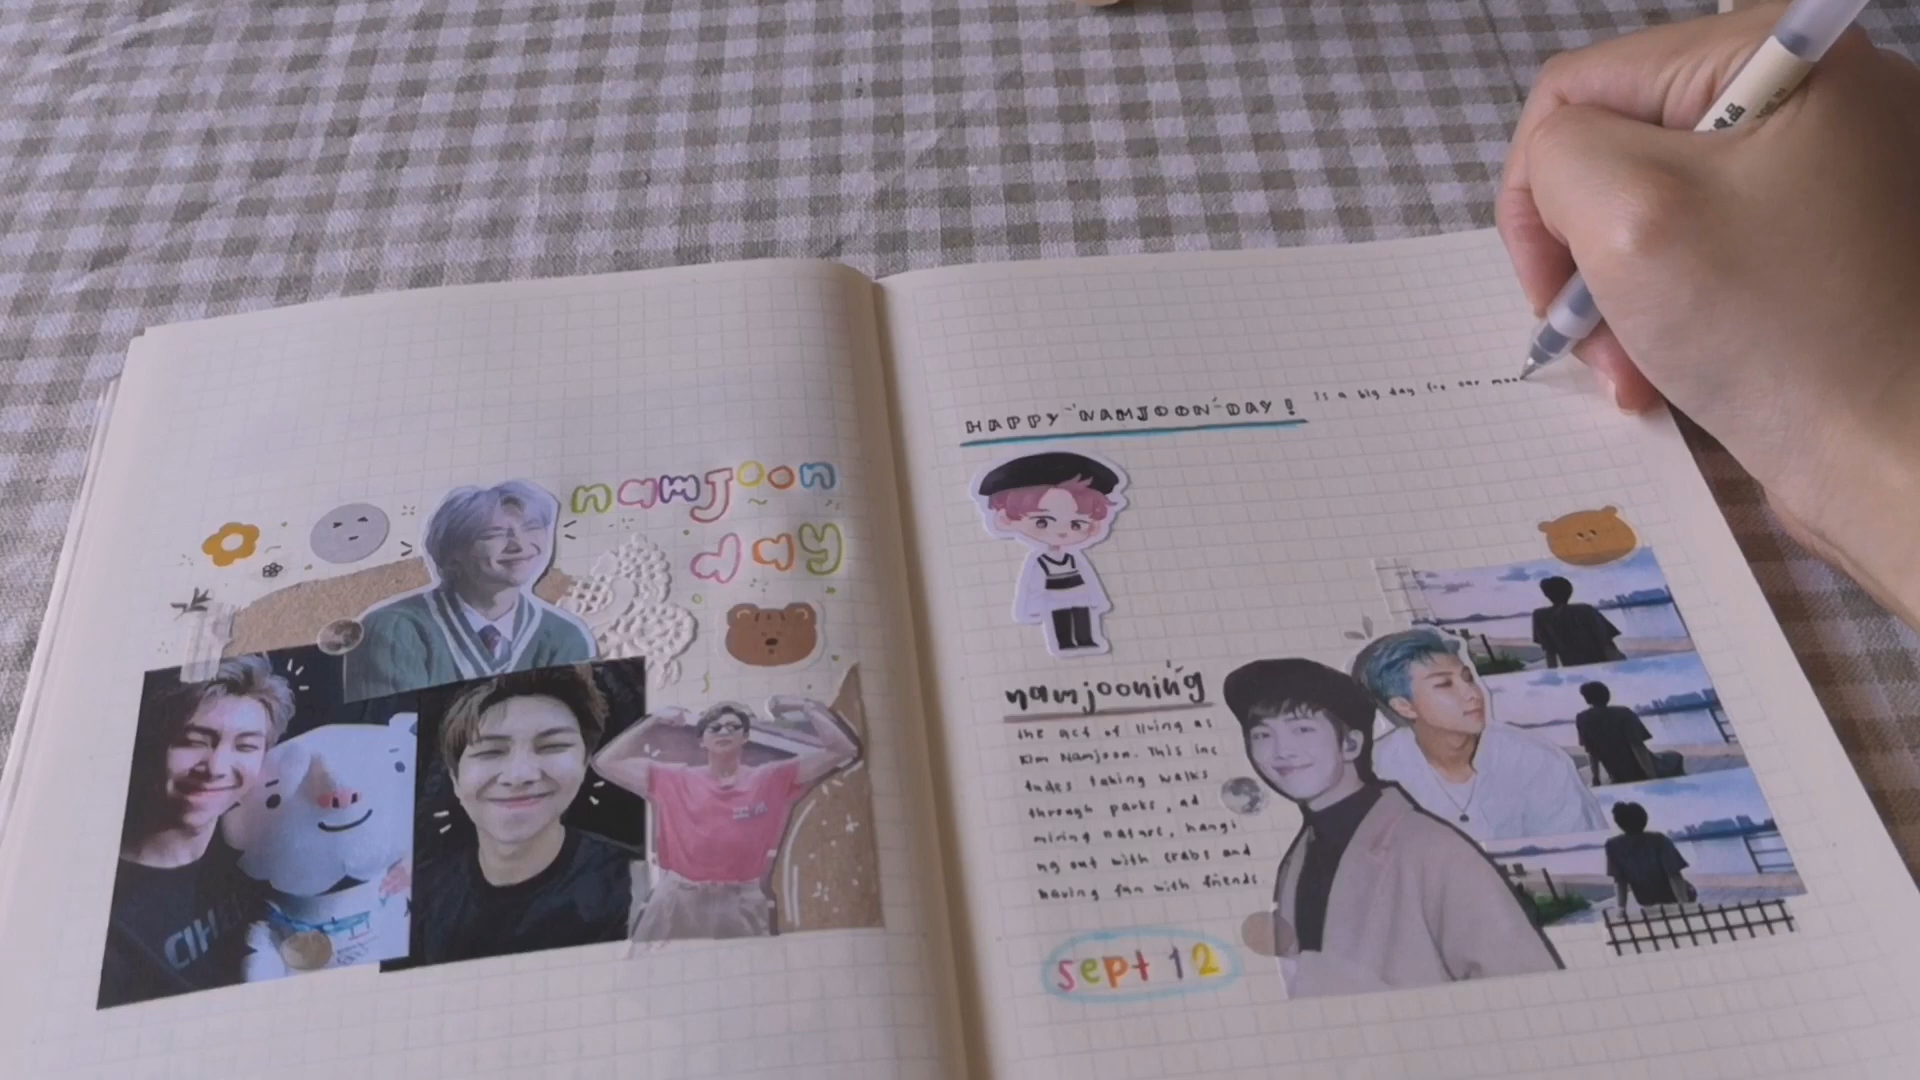 namjoon
day
HAPPY "NAMJOON" DAY!
is a big day for our
namjooning
the act of living as
Kim Namjoon. This inc
ludes taking walks
through parks, ad
miring nature, hangi
ng out with crabs and
having fun with friends
sept 12